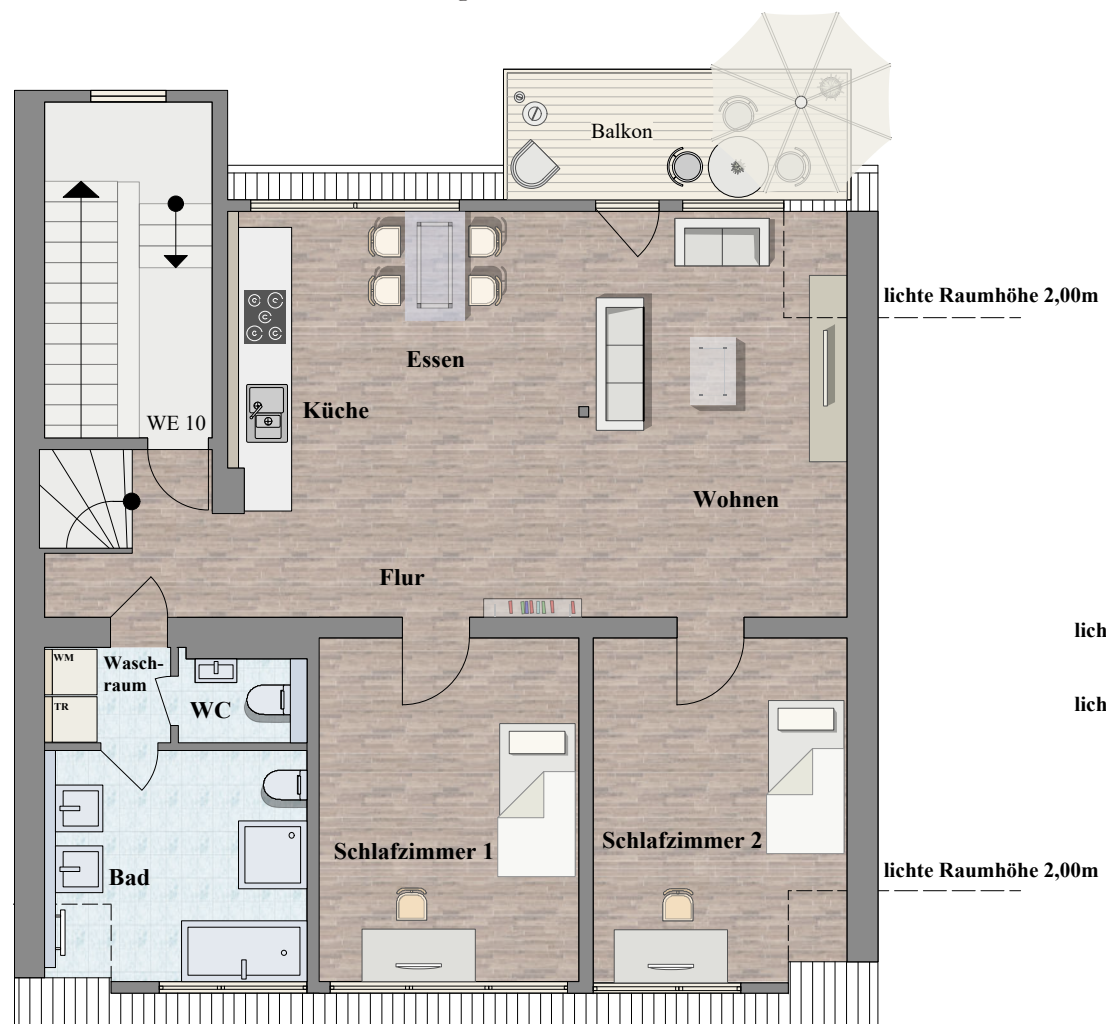 Balkon
lichte Raumhöhe 2,00m
Essen
Küche
WE 10
Wohnen
Flur
WM
Wasch-
raum
TR
WC
lich
lich
Schlafzimmer 1
Schlafzimmer 2
Bad
lichte Raumhöhe 2,00m